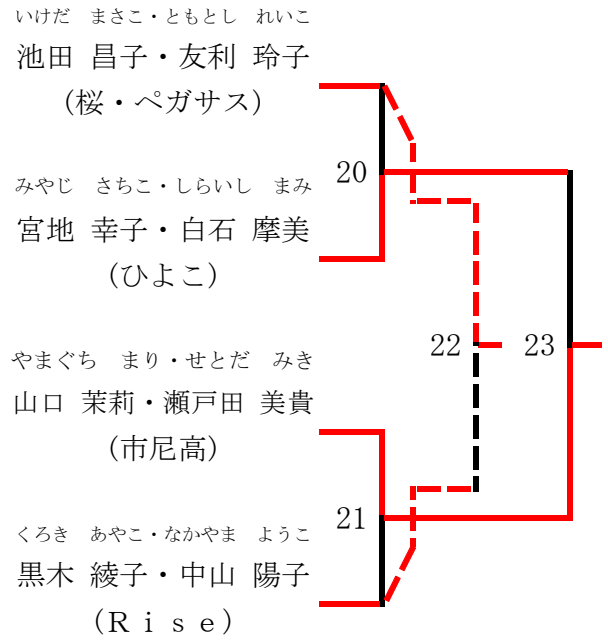 いけだ　まさこ・ともとし　れいこ
池田 昌子・友利 玲子
(桜・ペガサス)
20
みやじ　さちこ・しらいし　まみ
宮地 幸子・白石 摩美
(ひよこ)
22
23
やまぐち　まり・せとだ　みき
山口 茉莉・瀬戸田 美貴
(市尼高)
21
くろき　あやこ・なかやま　ようこ
黒木 綾子・中山 陽子
(Ｒｉｓｅ)